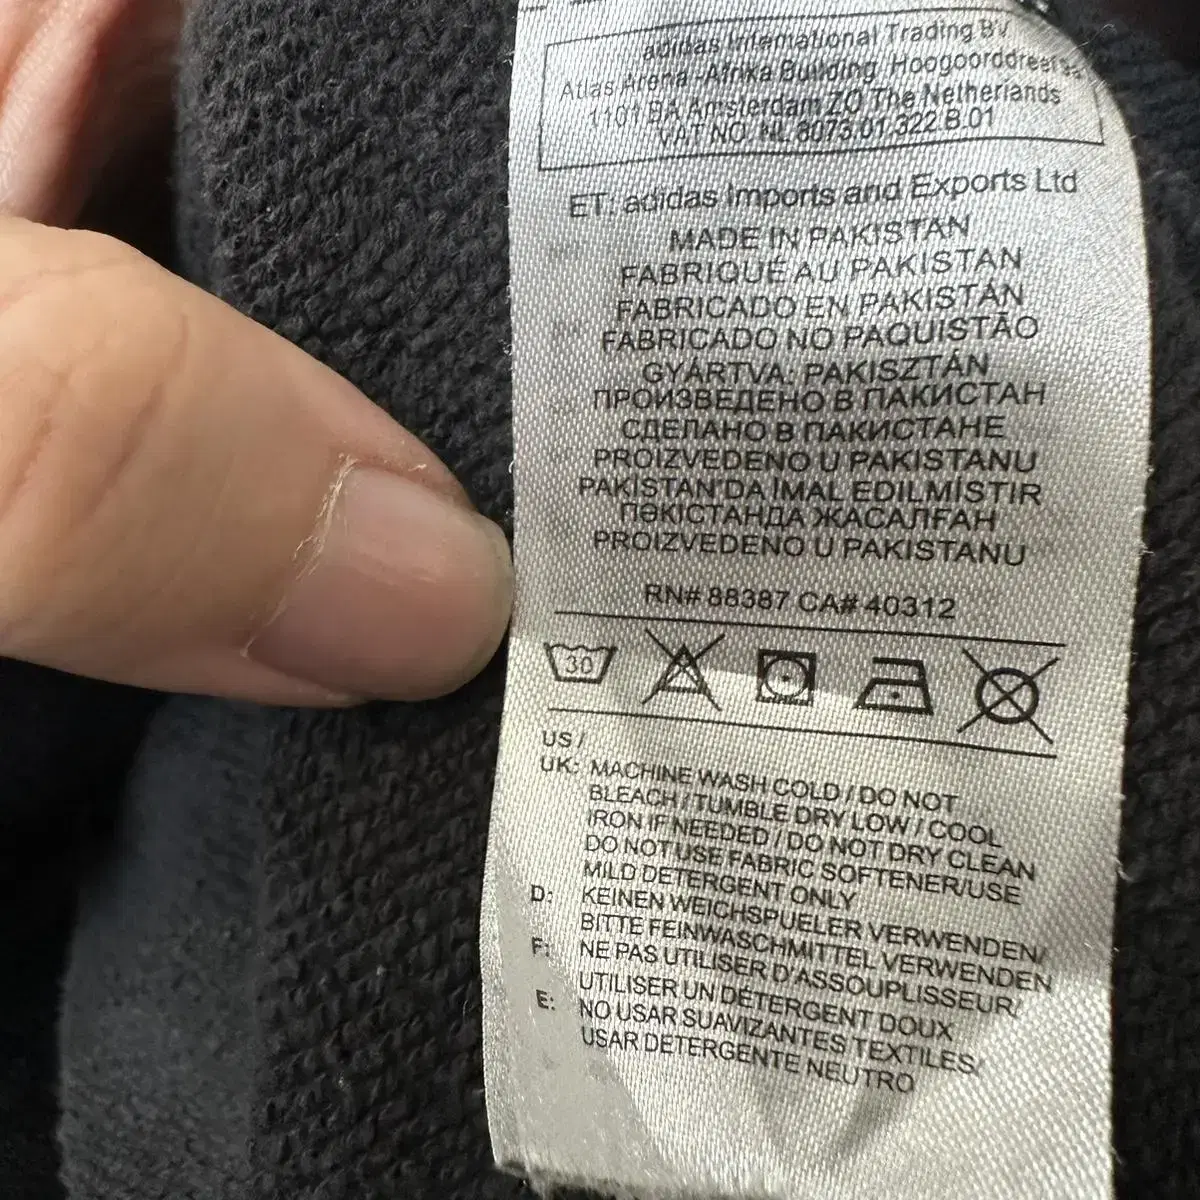 adidas International Trading BV
Atlas Arena -Afrika Building, Hoogoorddreef
1101 BA Amsterdam ZO The Netherlands
VAT NO. NL 8073.01.322.B.01
ET: adidas Imports and Exports Ltd
MADE IN PAKISTAN
FABRIQUÉ AU PAKISTAN
FABRICADO EN PAKISTÁN
FABRICADO NO PAQUISTÃO
GYÁRTVA: PAKISZTÁN
ПРОИЗВЕДЕНО В ПАКИСТАН
СДЕЛАНО В ПАКИСТАНЕ
PROIZVEDENO U PAKISTANU
PAKİSTAN'DA İMAL EDILMİSTIR
ПӘКІСТАНДА ЖАСАЛҒАН
PROIZVEDENO U PAKISTANU
RN# 88387 CA# 40312
30
US /
UK: MACHINE WASH COLD / DO NOT
BLEACH / TUMBLE DRY LOW / COOL
IRON IF NEEDED / DO NOT DRY CLEAN
DO NOT USE FABRIC SOFTENER/USE
MILD DETERGENT ONLY
D: KEINEN WEICHSPUELER VERWENDEN/
BITTE FEINWASCHMITTEL VERWENDEN
F: NE PAS UTILISER D'ASSOUPLISSEUR/
UTILISER UN DÉTERGENT DOUX
E: NO USAR SUAVIZANTES TEXTILES/
USAR DETERGENTE NEUTRO